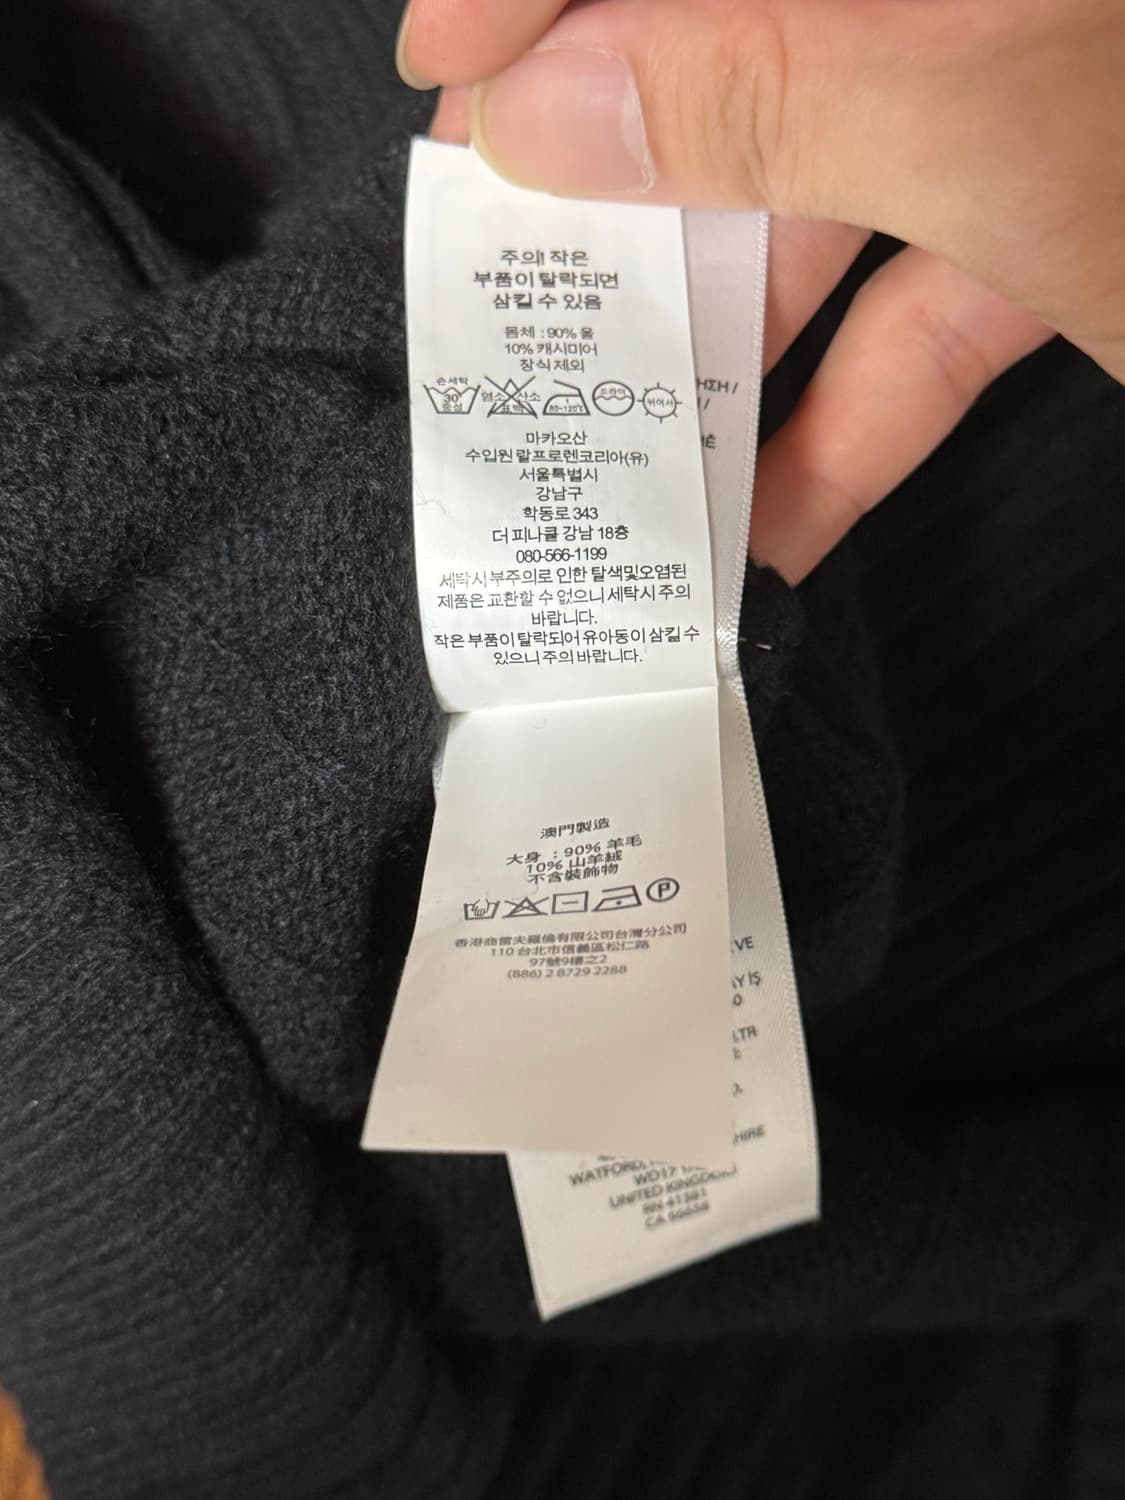 주의! 작은
부품이 탈락되면
삼킬 수 있음
몸체 : 90% 울
10% 캐시미어
장식 제외
손세탁
30°
중성
염소 산소
표백
80~120℃
드라이
뉘어서
마카오산
수입원 랄프로렌코리아(유)
서울특별시
강남구
학동로 343
더 피나클 강남 18층
080-566-1199
세탁시 부주의로 인한 탈색및오염된
제품은 교환할 수 없으니 세탁시 주의
바랍니다.
작은 부품이 탈락되어 유아동이 삼킬 수
있으니 주의 바랍니다.
澳門製造
大身 : 90% 羊毛
10% 山羊絨
不含裝飾物
P
香港商雷夫羅倫有限公司台灣分公司
110 台北市信義區松仁路
97號9樓之2
(886) 2 8729 2288
ΗΣΗ /
/
VE
AY İŞ
LTR
HIRE
WATFORD,
WD17
UNITED KINGDOM
RN 41381
CA 56656